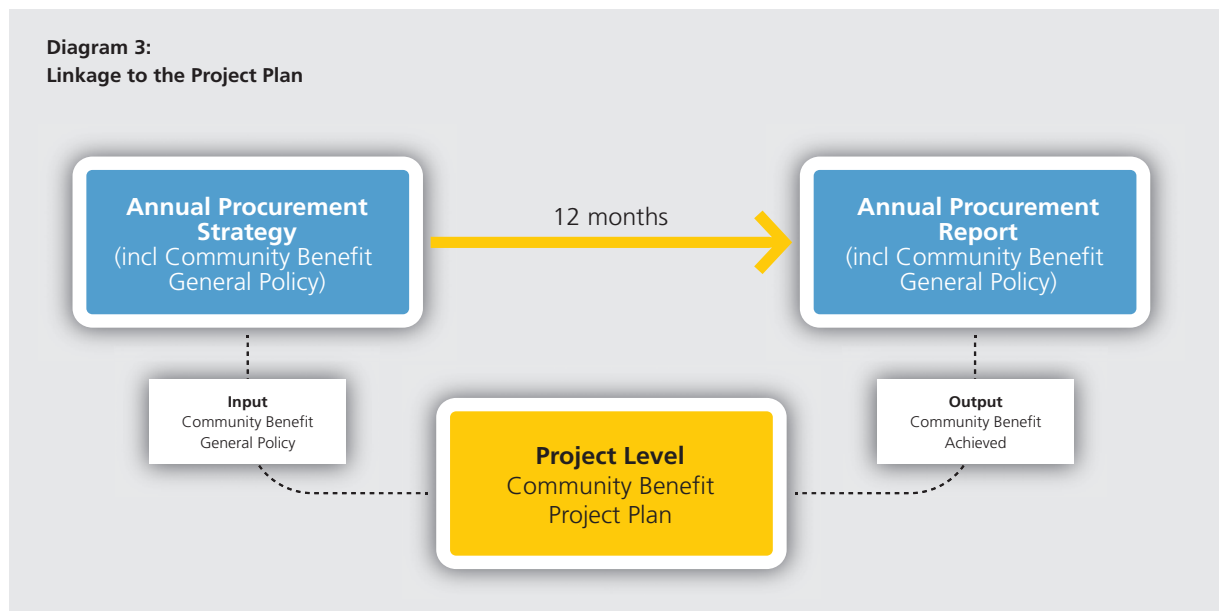 Diagram 3:
Linkage to the Project Plan
Annual Procurement
Strategy
(incl Community Benefit
General Policy)
12 months
Annual Procurement
Report
(incl Community Benefit
General Policy)
Input
Community Benefit
General Policy
Project Level
Community Benefit
Project Plan
Output
Community Benefit
Achieved